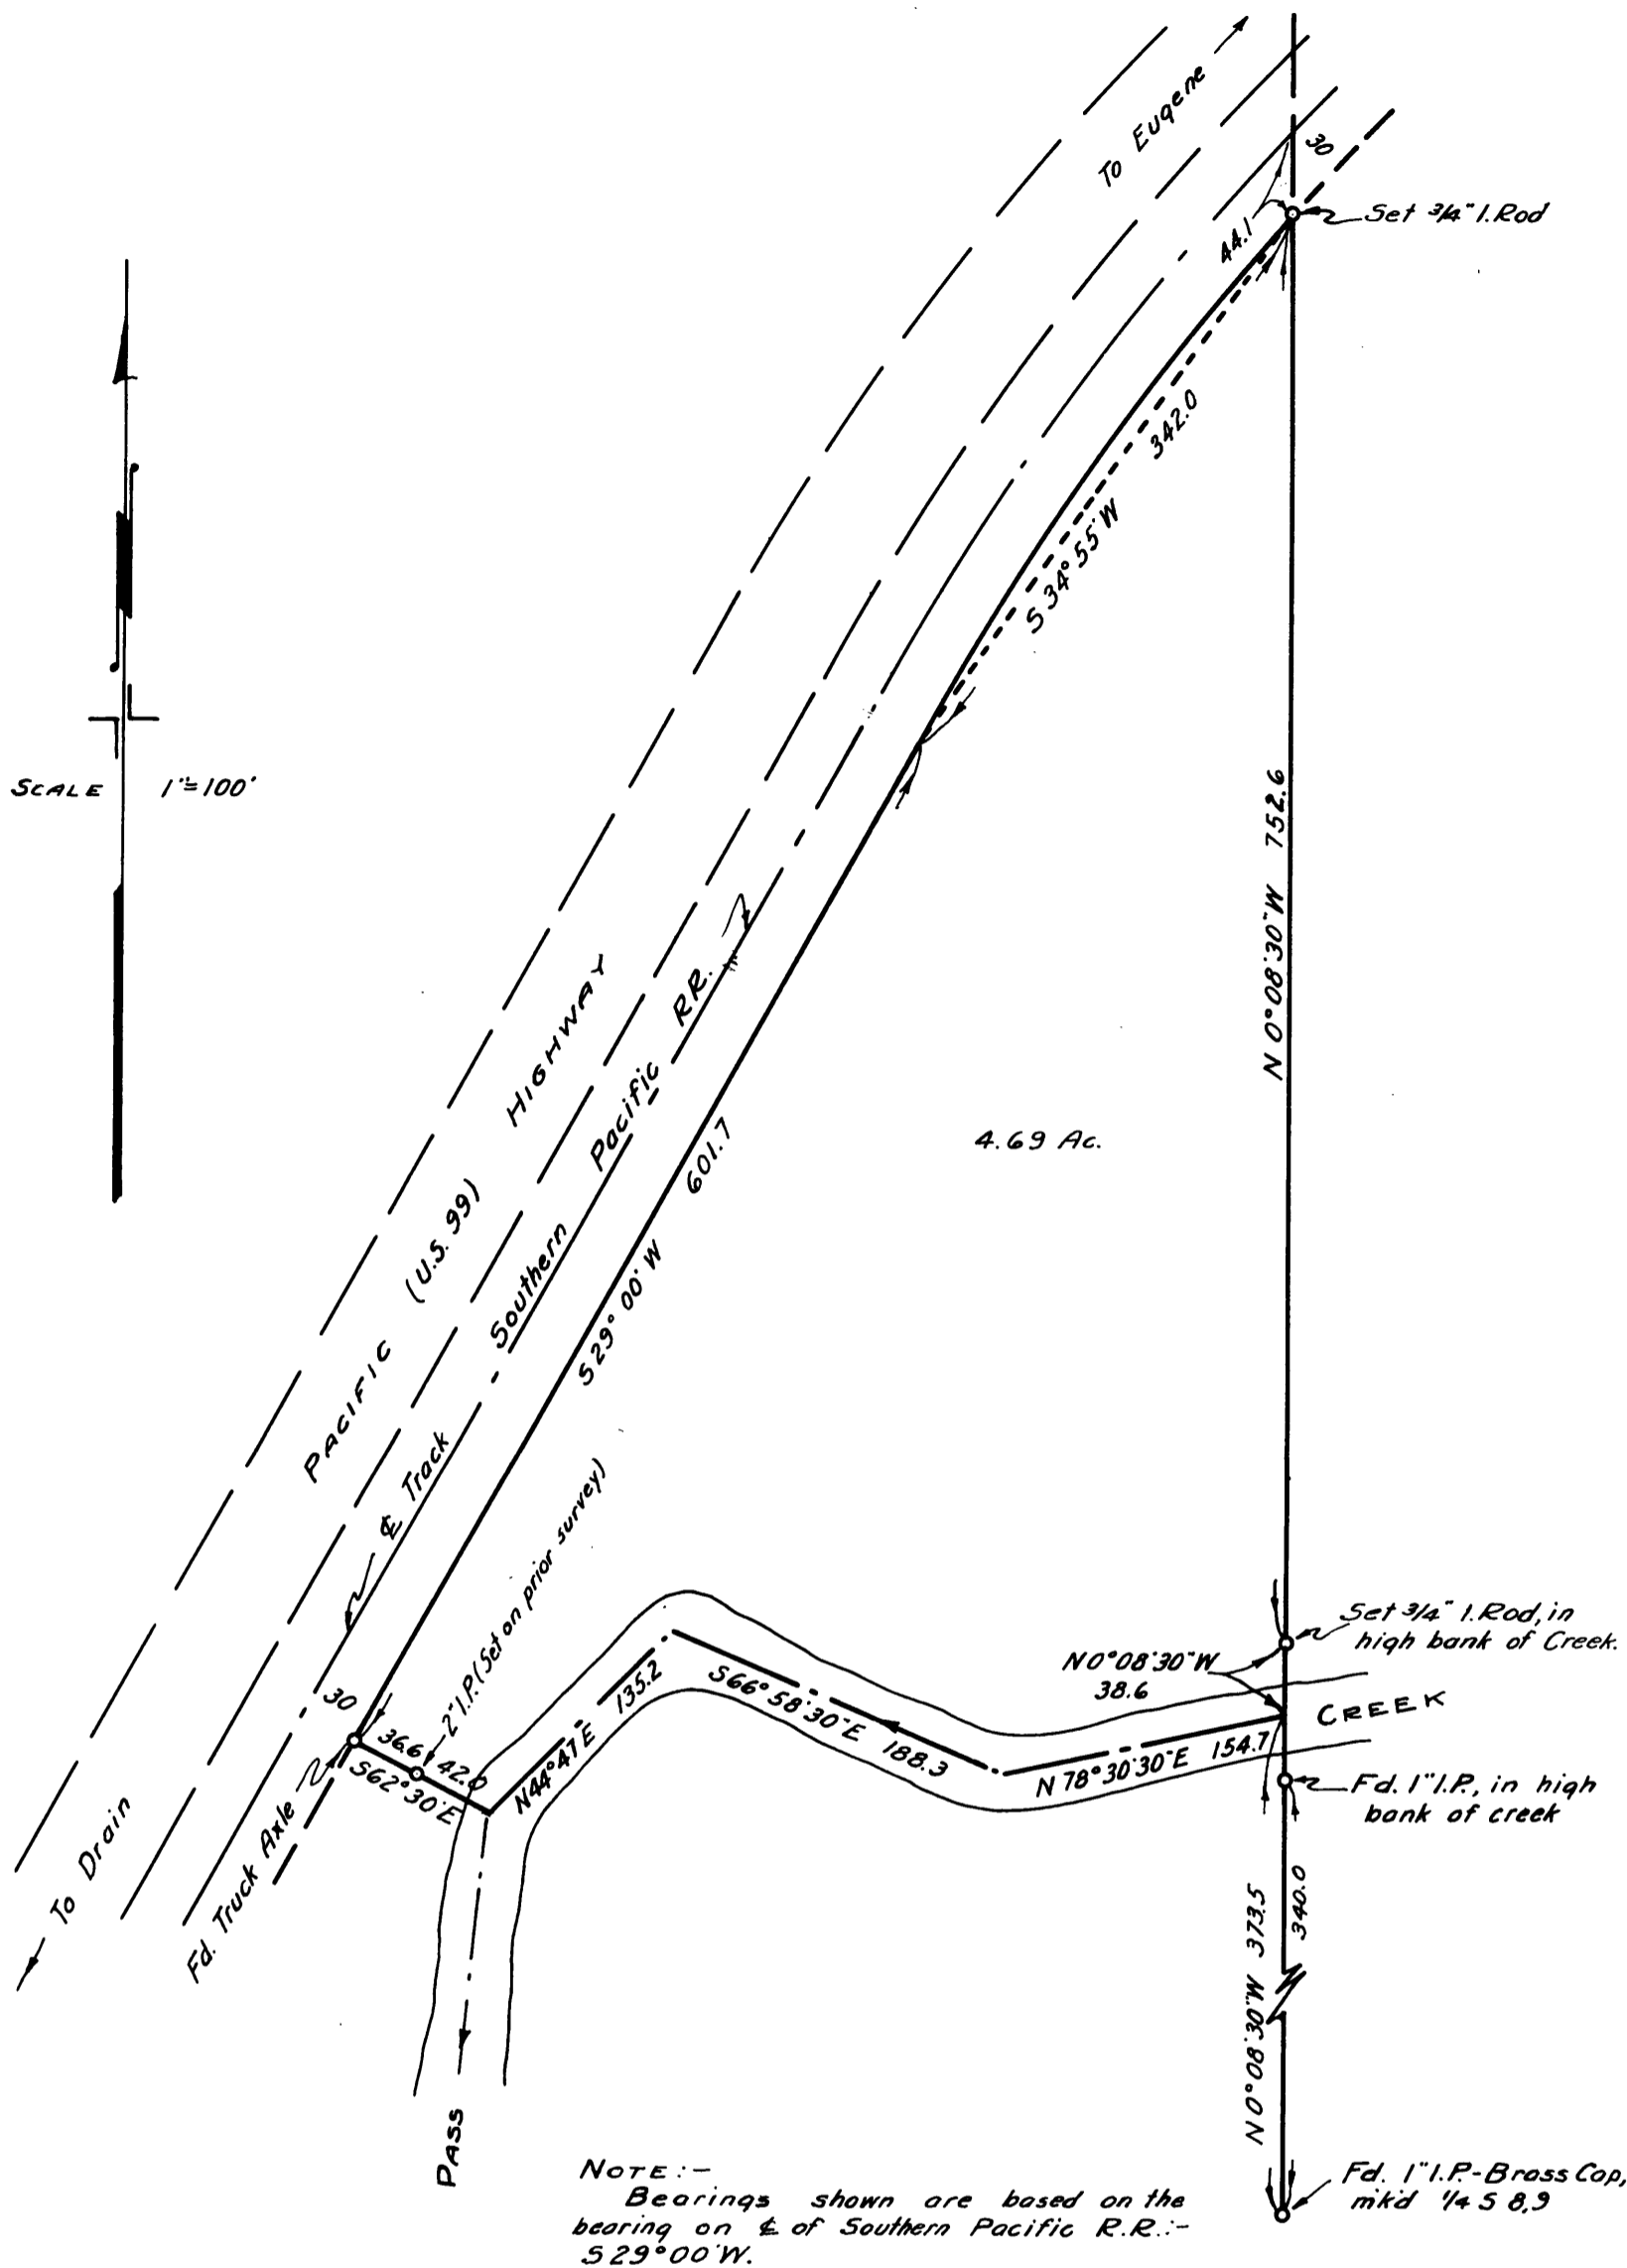 To Eugene
30
Set 3/4" I. Rod
44.1
342.0
S 34° 55' W
SCALE 1"=100'
N 0° 08' 30" W 752.6
PACIFIC HIGHWAY
(U.S. 99)
Southern Pacific RR.
601.7
S 29° 00' W
4.69 Ac.
℄ Track
2" I.P. (Set on prior survey)
Set 3/4" I. Rod, in
high bank of Creek.
N 0° 08' 30" W
38.6
CREEK
30
36.6
42.0
S 62° 30' E
N 44° 47' E 135.2
S 66° 58' 30" E 188.3
N 78° 30' 30" E 154.7
Fd. 1" I.P., in high
bank of creek
To Drain
Fd. Truck Axle
N 0° 08' 30" W 373.5
340.0
PASS
Fd. 1" I.P.-Brass Cap,
mkd 1/4 S 8,9
NOTE:-
Bearings shown are based on the
bearing on ℄ of Southern Pacific R.R.:-
S 29° 00' W.